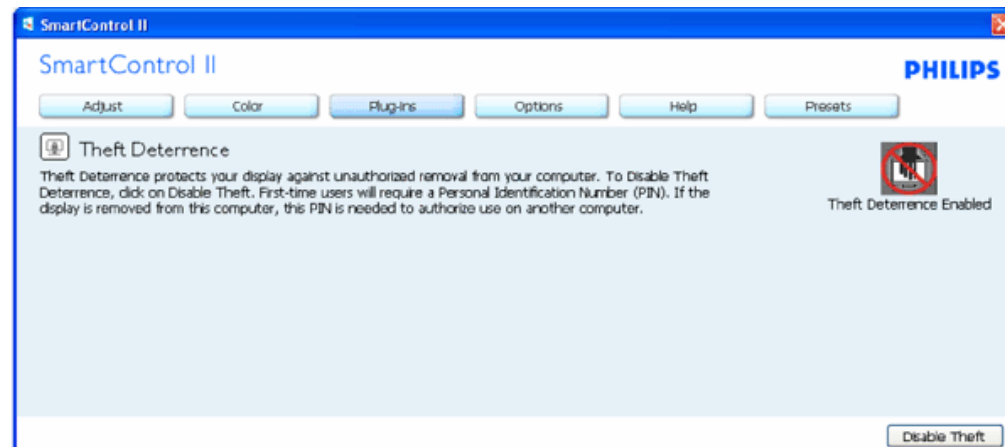 SmartControl II
SmartControl II
PHILIPS
Adjust Color Plug-Ins Options Help Presets
Theft Deterrence
Theft Deterrence protects your display against unauthorized removal from your computer. To Disable Theft
Deterrence, click on Disable Theft. First-time users will require a Personal Identification Number (PIN). If the
display is removed from this computer, this PIN is needed to authorize use on another computer.
Theft Deterrence Enabled
Disable Theft